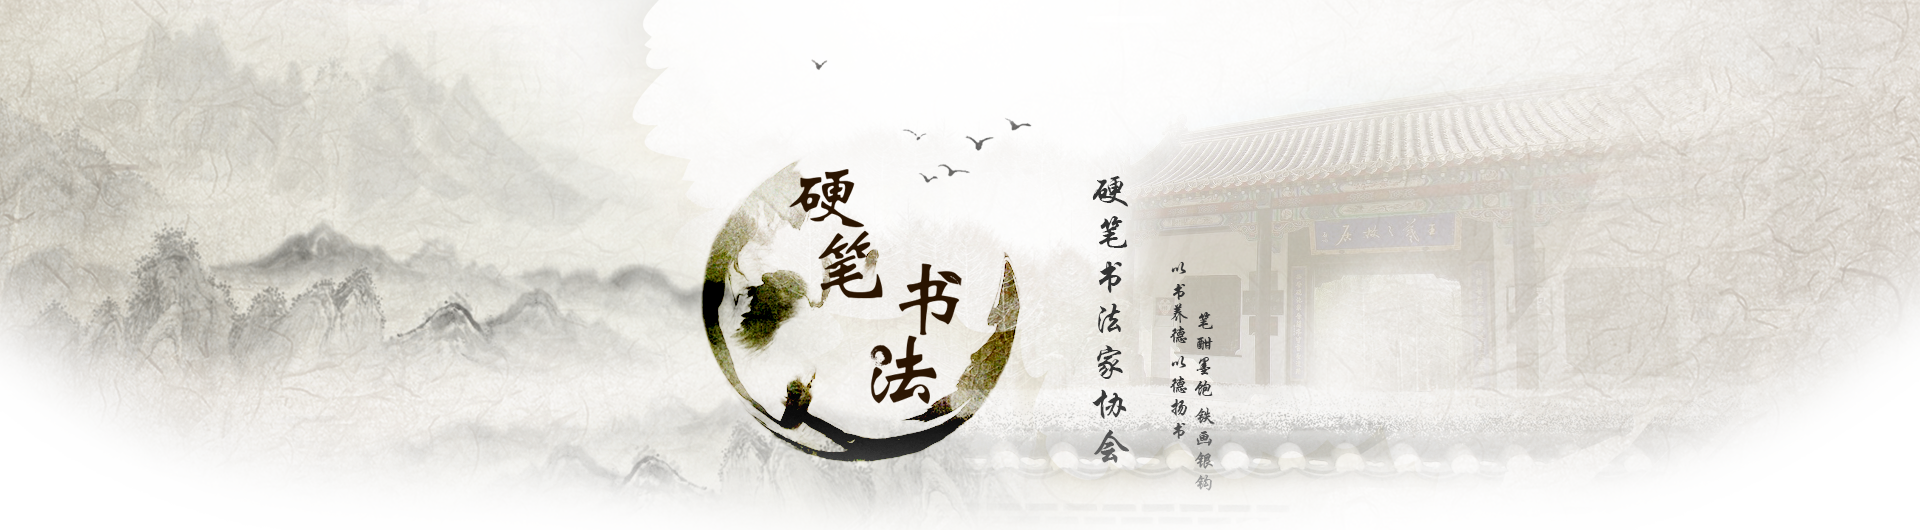 硬笔
书法
硬笔书法家协会
笔酣墨饱 铁画银钩
以书养德 以德扬书